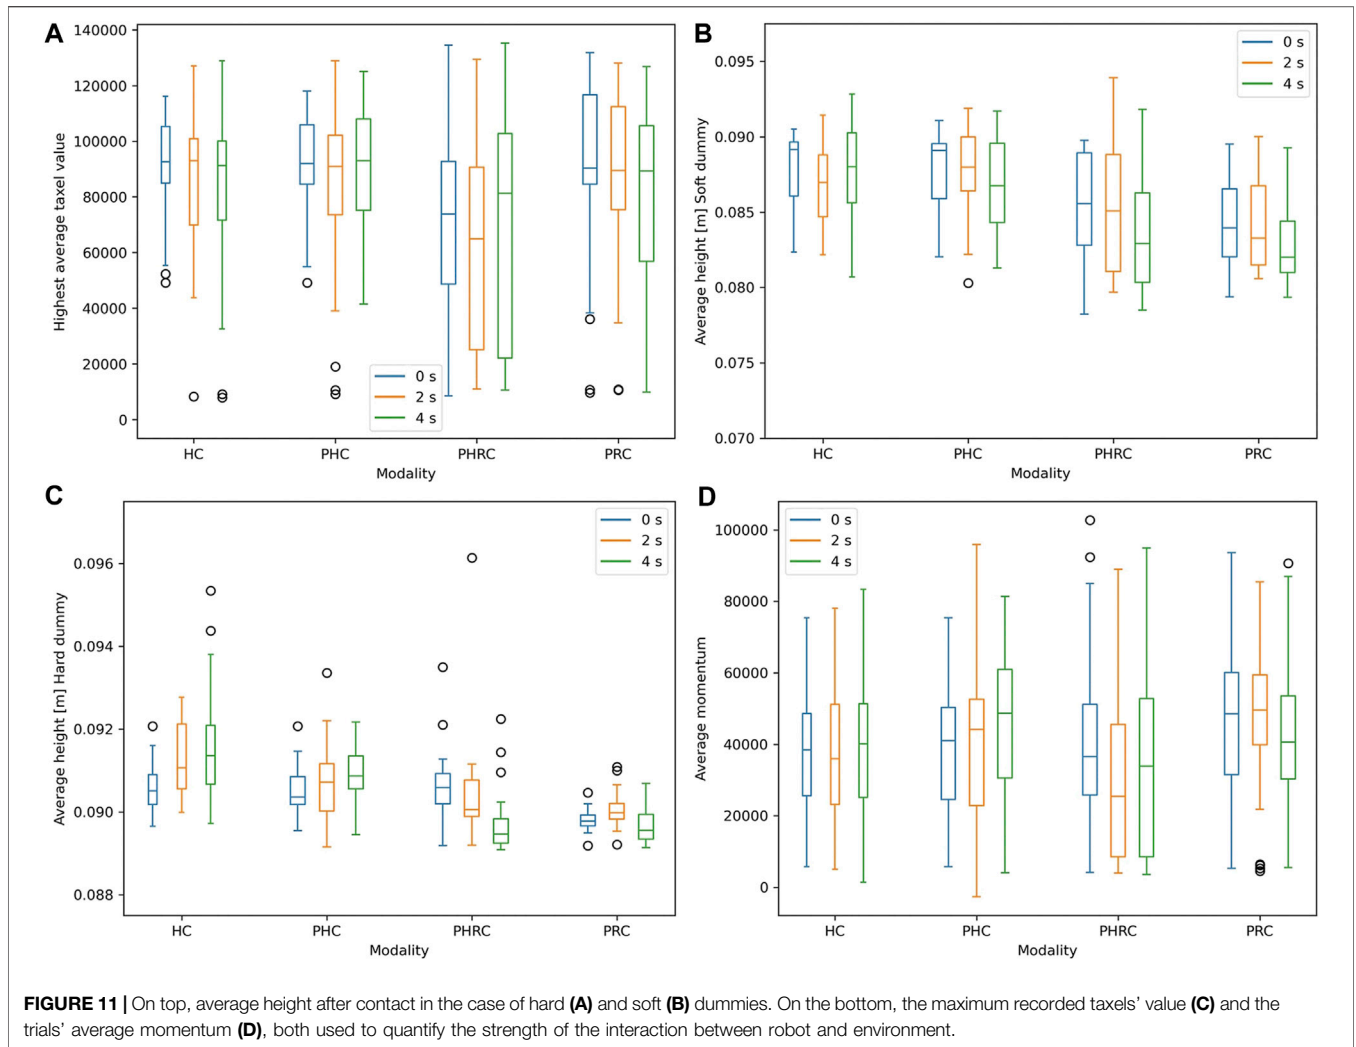 A
140000
120000
100000
80000
60000
40000
20000
0
Highest average taxel value
0 s
2 s
4 s
HC PHC PHRC PRC
Modality
B
0.095
0.090
0.085
0.080
0.075
0.070
Average height [m] Soft dummy
0 s
2 s
4 s
HC PHC PHRC PRC
Modality
C
0.096
0.094
0.092
0.090
0.088
Average height [m] Hard dummy
0 s
2 s
4 s
HC PHC PHRC PRC
Modality
D
100000
80000
60000
40000
20000
0
Average momentum
0 s
2 s
4 s
HC PHC PHRC PRC
Modality
FIGURE 11 | On top, average height after contact in the case of hard (A) and soft (B) dummies. On the bottom, the maximum recorded taxels' value (C) and the
trials' average momentum (D), both used to quantify the strength of the interaction between robot and environment.